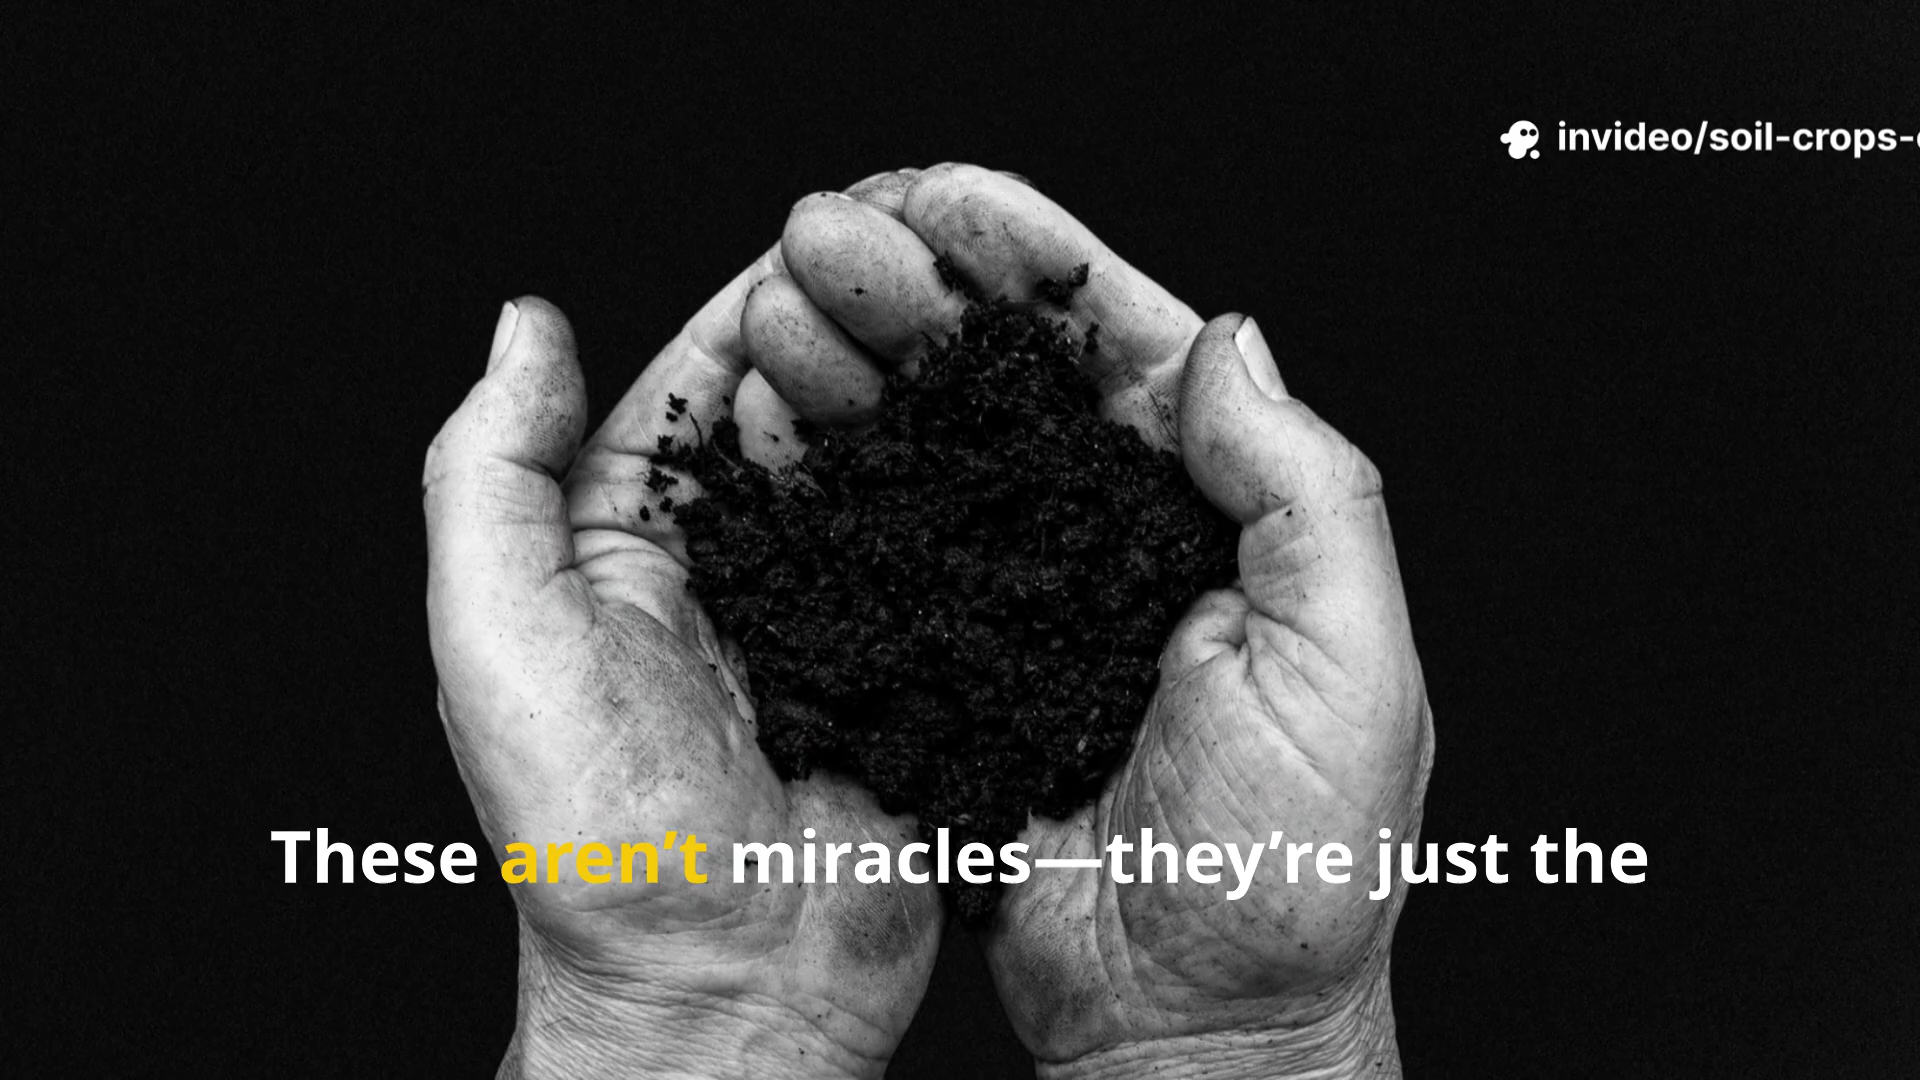 invideo/soil-crops-
These aren’t miracles—they’re just the